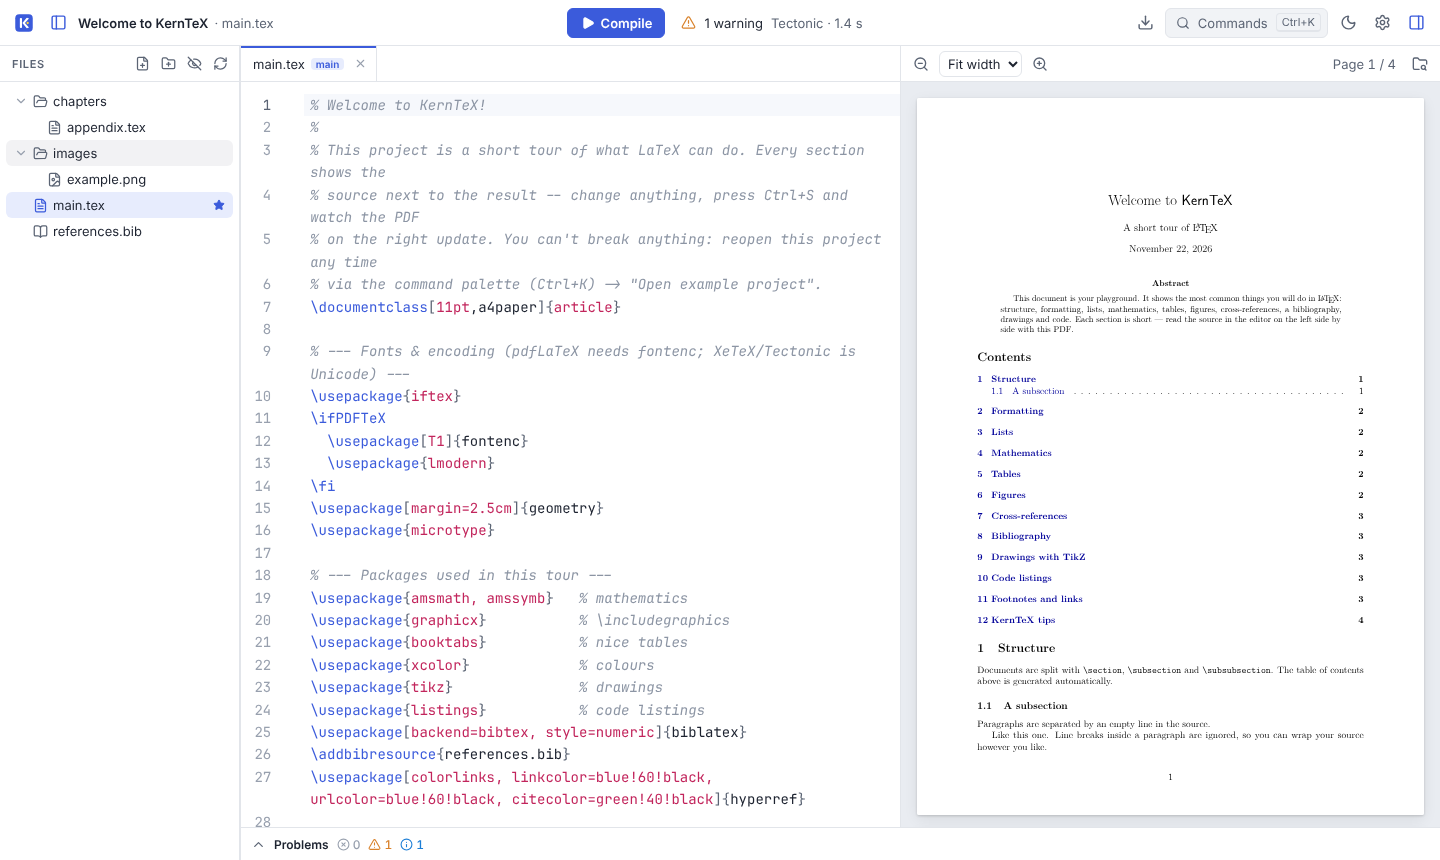 Welcome to KernTeX · main.tex
Compile
1 warning Tectonic · 1.4 s
Commands Ctrl+K
FILES
chapters
appendix.tex
images
example.png
main.tex
references.bib
main.tex main
1 % Welcome to KernTeX!
2 %
3 % This project is a short tour of what LaTeX can do. Every section
shows the
4 % source next to the result -- change anything, press Ctrl+S and
watch the PDF
5 % on the right update. You can't break anything: reopen this project
any time
6 % via the command palette (Ctrl+K) -> "Open example project".
7 \documentclass[11pt,a4paper]{article}
8
9 % --- Fonts & encoding (pdfLaTeX needs fontenc; XeTeX/Tectonic is
Unicode) ---
10 \usepackage{iftex}
11 \ifPDFTeX
12 \usepackage[T1]{fontenc}
13 \usepackage{lmodern}
14 \fi
15 \usepackage[margin=2.5cm]{geometry}
16 \usepackage{microtype}
17
18 % --- Packages used in this tour ---
19 \usepackage{amsmath, amssymb} % mathematics
20 \usepackage{graphicx} % \includegraphics
21 \usepackage{booktabs} % nice tables
22 \usepackage{xcolor} % colours
23 \usepackage{tikz} % drawings
24 \usepackage{listings} % code listings
25 \usepackage[backend=bibtex, style=numeric]{biblatex}
26 \addbibresource{references.bib}
27 \usepackage[colorlinks, linkcolor=blue!60!black,
urlcolor=blue!60!black, citecolor=green!40!black]{hyperref}
28
Problems 0 1 1
Fit width
Page 1 / 4
Welcome to KernTeX
A short tour of LaTeX
November 22, 2026
Abstract
This document is your playground. It shows the most common things you will do in LaTeX:
structure, formatting, lists, mathematics, tables, figures, cross-references, a bibliography,
drawings and code. Each section is short — read the source in the editor on the left side by
side with this PDF.
Contents
1 Structure 1
1.1 A subsection . . . . . . . . . . . . . . . . . . . . . . . . . . . . . . . . . . . . 1
2 Formatting 2
3 Lists 2
4 Mathematics 2
5 Tables 2
6 Figures 2
7 Cross-references 3
8 Bibliography 3
9 Drawings with TikZ 3
10 Code listings 3
11 Footnotes and links 3
12 KernTeX tips 4
1 Structure
Documents are split with \section, \subsection and \subsubsection. The table of contents
above is generated automatically.
1.1 A subsection
Paragraphs are separated by an empty line in the source.
Like this one. Line breaks inside a paragraph are ignored, so you can wrap your source
however you like.
1